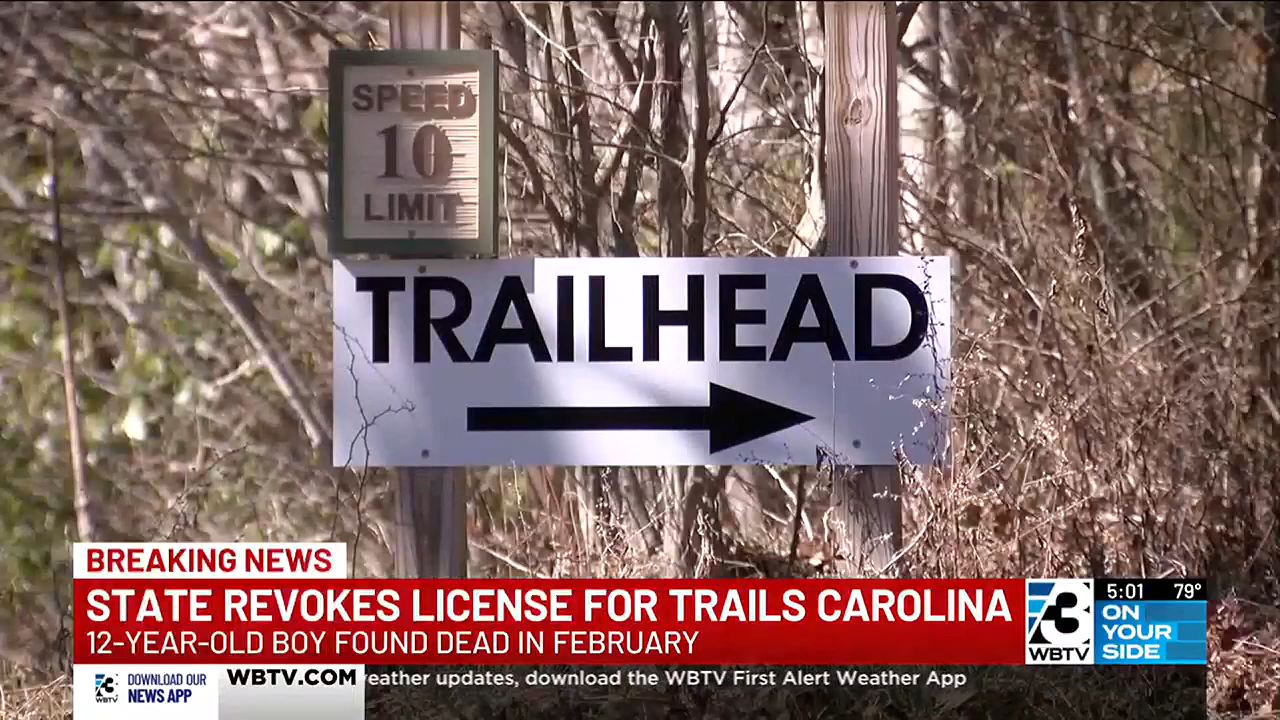 SPEED
10
LIMIT
TRAILHEAD
BREAKING NEWS
STATE REVOKES LICENSE FOR TRAILS CAROLINA
12-YEAR-OLD BOY FOUND DEAD IN FEBRUARY
3
WBTV
5:01 79°
ON
YOUR
SIDE
3
WBTV
DOWNLOAD OUR
NEWS APP
WBTV.COM
updates, download the WBTV First Alert Weather App